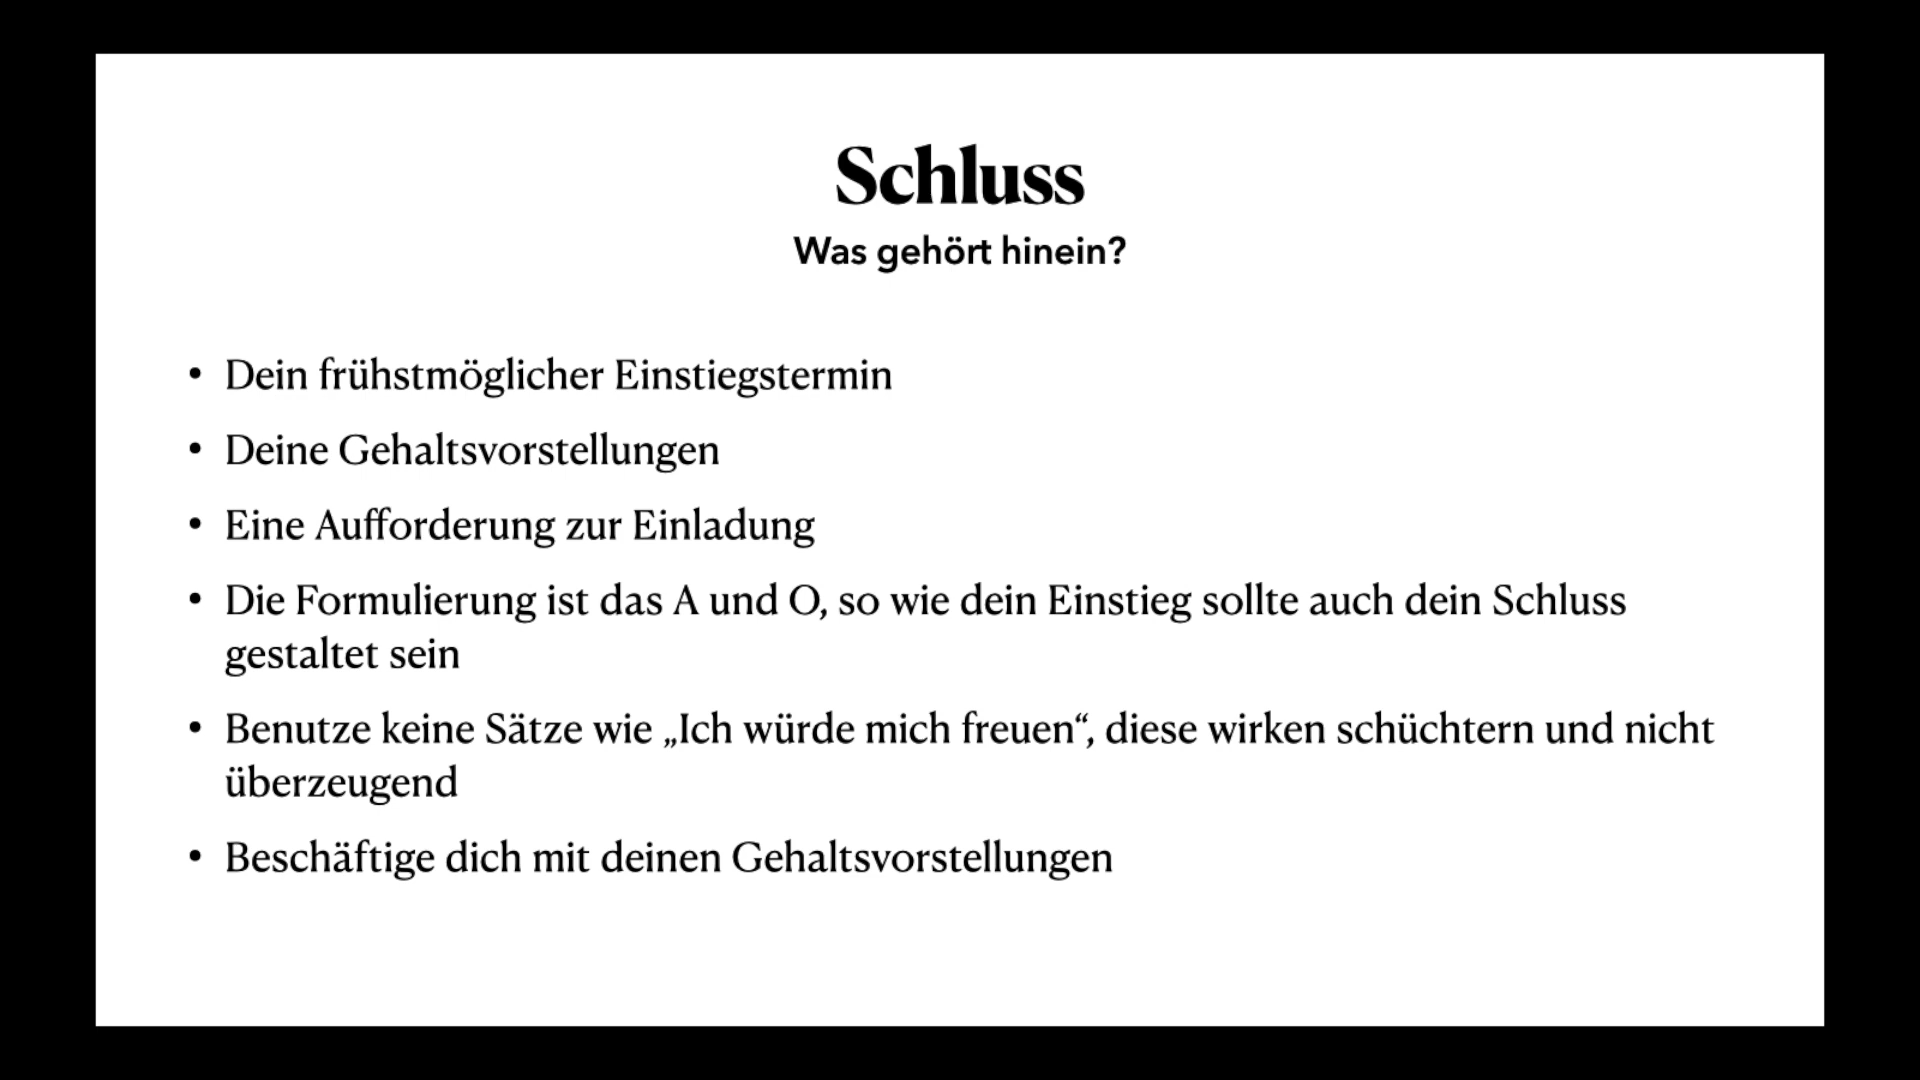 Schluss
Was gehört hinein?
• Dein frühstmöglicher Einstiegstermin
• Deine Gehaltsvorstellungen
• Eine Aufforderung zur Einladung
• Die Formulierung ist das A und O, so wie dein Einstieg sollte auch dein Schluss
gestaltet sein
• Benutze keine Sätze wie „Ich würde mich freuen“, diese wirken schüchtern und nicht
überzeugend
• Beschäftige dich mit deinen Gehaltsvorstellungen